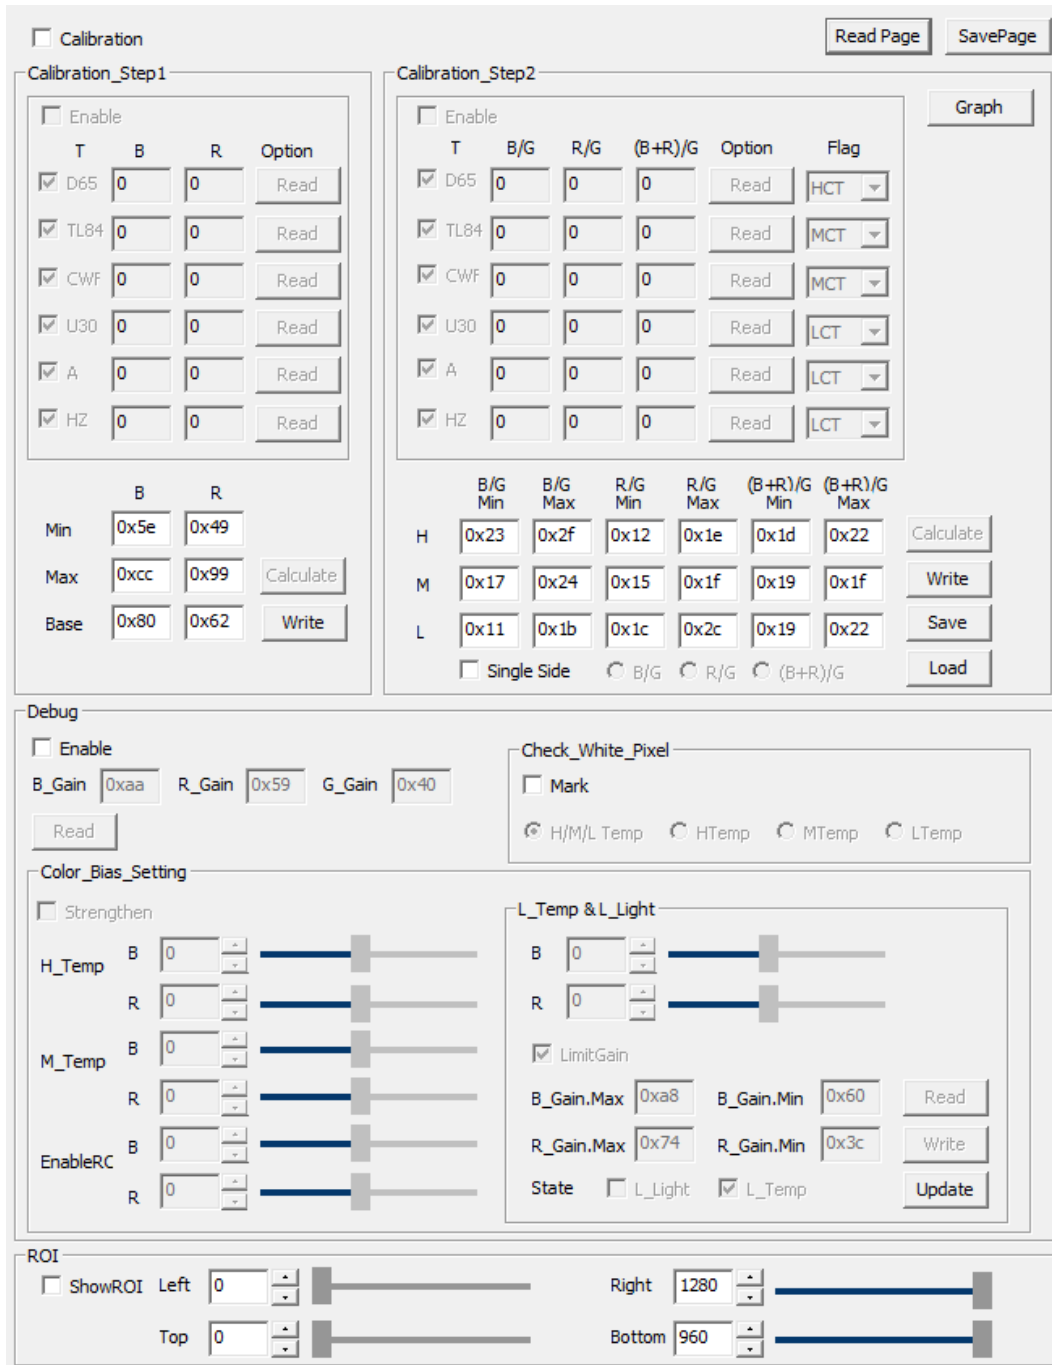 Calibration
Read Page
SavePage
Calibration_Step1
Enable
T B R Option
D65 0 0 Read
TL84 0 0 Read
CWF 0 0 Read
U30 0 0 Read
A 0 0 Read
HZ 0 0 Read
B R
Min 0x5e 0x49
Max 0xcc 0x99 Calculate
Base 0x80 0x62 Write
Calibration_Step2
Graph
Enable
T B/G R/G (B+R)/G Option Flag
D65 0 0 0 Read HCT
TL84 0 0 0 Read MCT
CWF 0 0 0 Read MCT
U30 0 0 0 Read LCT
A 0 0 0 Read LCT
HZ 0 0 0 Read LCT
B/G B/G R/G R/G (B+R)/G (B+R)/G
Min Max Min Max Min Max
H 0x23 0x2f 0x12 0x1e 0x1d 0x22 Calculate
M 0x17 0x24 0x15 0x1f 0x19 0x1f Write
L 0x11 0x1b 0x1c 0x2c 0x19 0x22 Save
Single Side B/G R/G (B+R)/G Load
Debug
Enable
B_Gain 0xaa R_Gain 0x59 G_Gain 0x40
Read
Check_White_Pixel
Mark
H/M/L Temp HTemp MTemp LTemp
Color_Bias_Setting
Strengthen
H_Temp B 0
R 0
M_Temp B 0
R 0
EnableRC B 0
R 0
L_Temp & L_Light
B 0
R 0
LimitGain
B_Gain.Max 0xa8 B_Gain.Min 0x60 Read
R_Gain.Max 0x74 R_Gain.Min 0x3c Write
State L_Light L_Temp Update
ROI
ShowROI Left 0 Right 1280
Top 0 Bottom 960